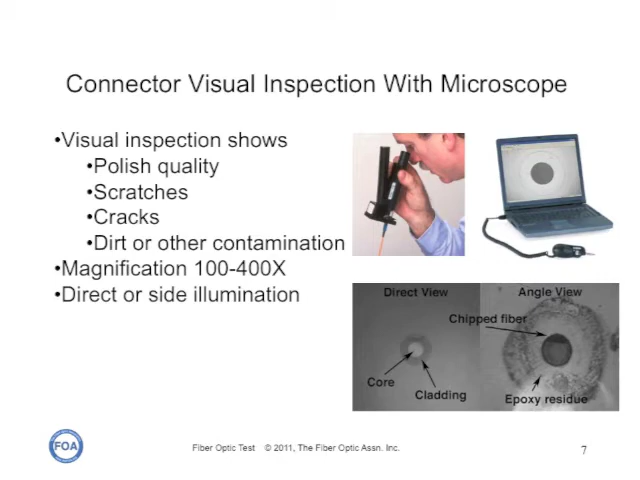 Connector Visual Inspection With Microscope
•Visual inspection shows
•Polish quality
•Scratches
•Cracks
•Dirt or other contamination
•Magnification 100-400X
•Direct or side illumination
Direct View
Angle View
Chipped fiber
Core
Cladding
Epoxy residue
FOA
Fiber Optic Test © 2011, The Fiber Optic Assn. Inc.
7